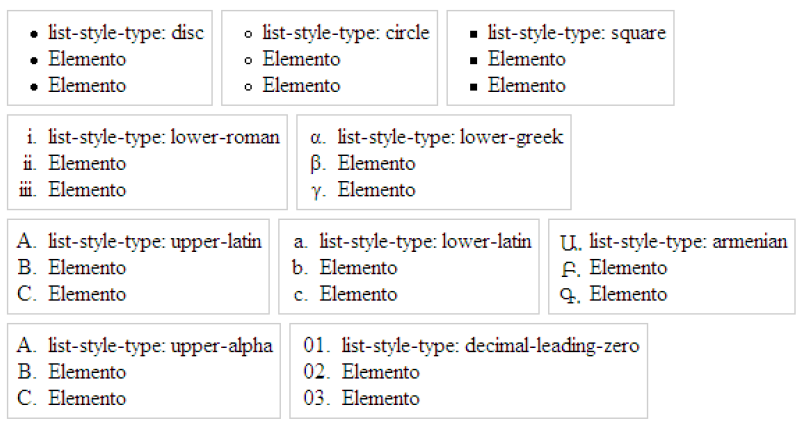 • list-style-type: disc
• Elemento
• Elemento
◦ list-style-type: circle
◦ Elemento
◦ Elemento
▪ list-style-type: square
▪ Elemento
▪ Elemento
i. list-style-type: lower-roman
ii. Elemento
iii. Elemento
α. list-style-type: lower-greek
β. Elemento
γ. Elemento
A. list-style-type: upper-latin
B. Elemento
C. Elemento
a. list-style-type: lower-latin
b. Elemento
c. Elemento
Ա. list-style-type: armenian
Բ. Elemento
Գ. Elemento
A. list-style-type: upper-alpha
B. Elemento
C. Elemento
01. list-style-type: decimal-leading-zero
02. Elemento
03. Elemento